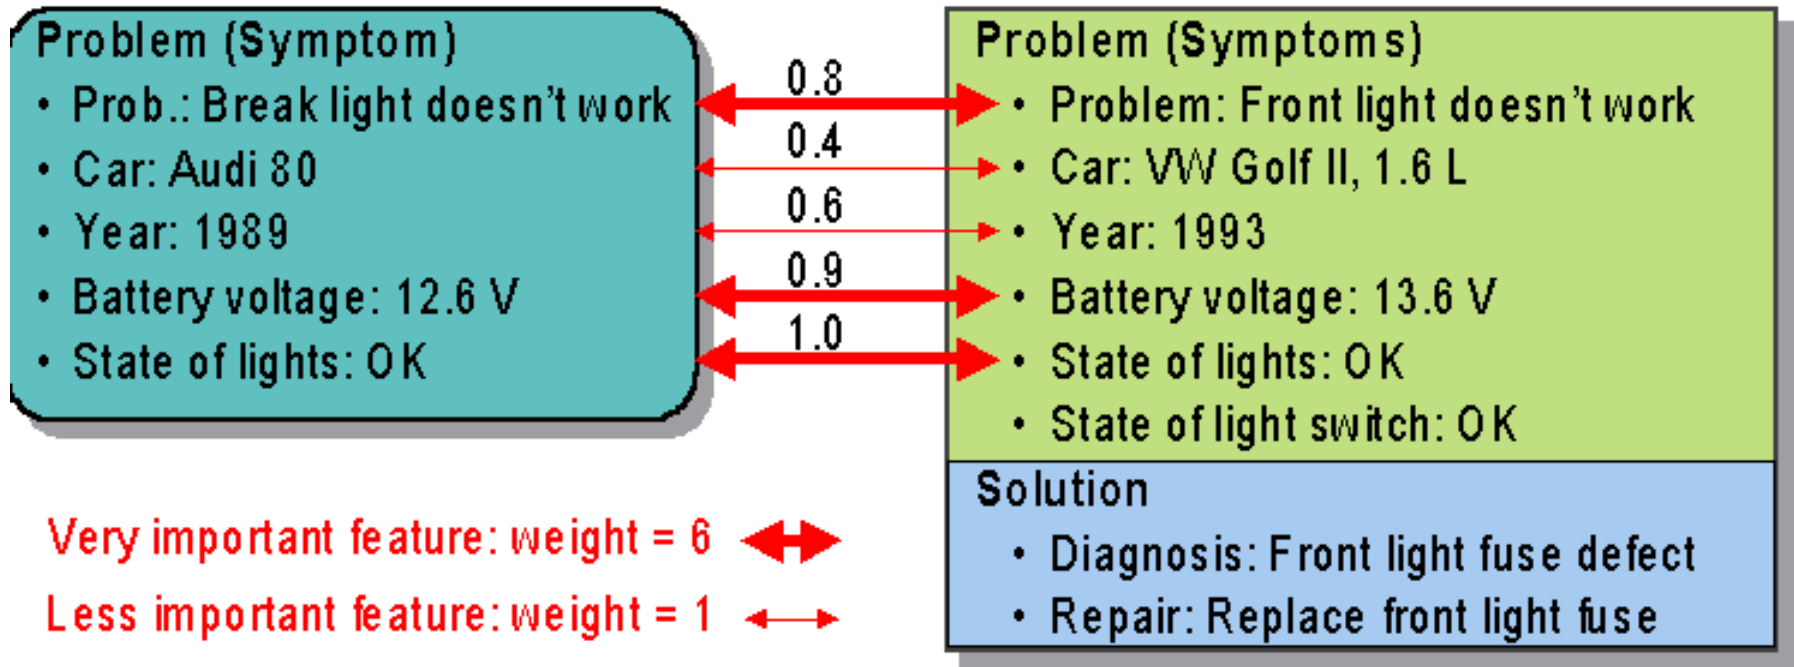 Problem (Symptom)
• Prob.: Break light doesn't work
• Car: Audi 80
• Year: 1989
• Battery voltage: 12.6 V
• State of lights: OK
0.8
0.4
0.6
0.9
1.0
Problem (Symptoms)
• Problem: Front light doesn't work
• Car: VW Golf II, 1.6 L
• Year: 1993
• Battery voltage: 13.6 V
• State of lights: OK
• State of light switch: OK
Solution
• Diagnosis: Front light fuse defect
• Repair: Replace front light fuse
Very important feature: weight = 6
Less important feature: weight = 1